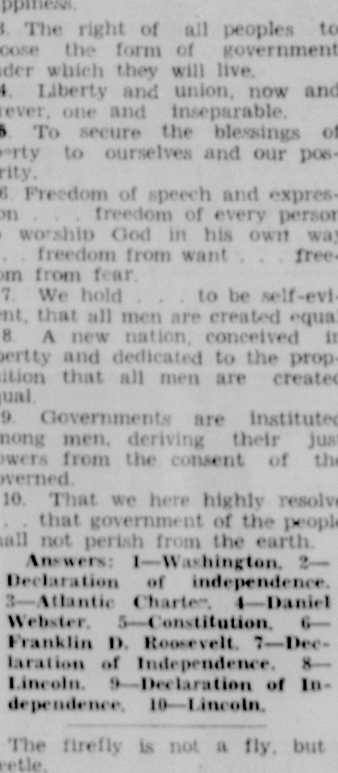 ppiness.
3. The right of all peoples to
oose the form of government
nder which they will live.
4. Liberty and union, now and
rever, one and inseparable.
5. To secure the blessings of
erty to ourselves and our pos-
rity.
6 Freedom of speech and expres-
on . . . freedom of every person
worship God in his own way
. . freedom from want . . . free-
om from fear.
7. We hold . . . to be self-evi-
ent, that all men are created equal
8. A new nation, conceived in
bertty and dedicated to the prop-
sition that all men are created
qual.
9. Governments are instituted
mong men, deriving their just
owers from the consent of the
overned.
10. That we here highly resolve
. . that government of the people
hall not perish from the earth.
Answers: 1—Washington. 2—
Declaration of independence.
3—Atlantic Charter. 4—Daniel
Webster. 5—Constitution. 6—
Franklin D. Roosevelt. 7—Dec-
laration of Independence. 8—
Lincoln. 9—Declaration of In-
dependence. 10—Lincoln.
The firefly is not a fly, but
eetle.